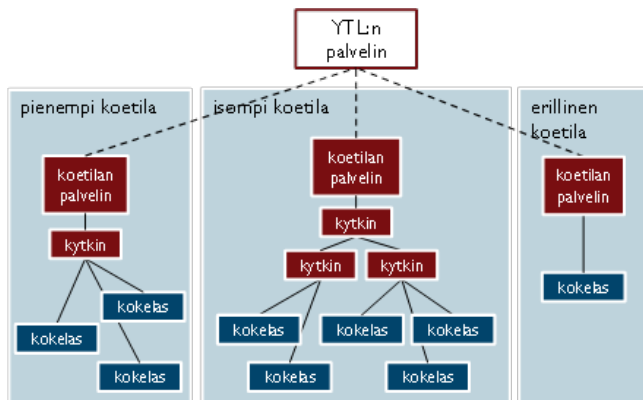 YTL:n
palvelin
pienempi koetila
isompi koetila
erillinen
koetila
koetilan
palvelin
koetilan
palvelin
koetilan
palvelin
kytkin
kytkin
kytkin
kytkin
kokelas
kokelas
kokelas
kokelas
kokelas
kokelas
kokelas
kokelas
kokelas